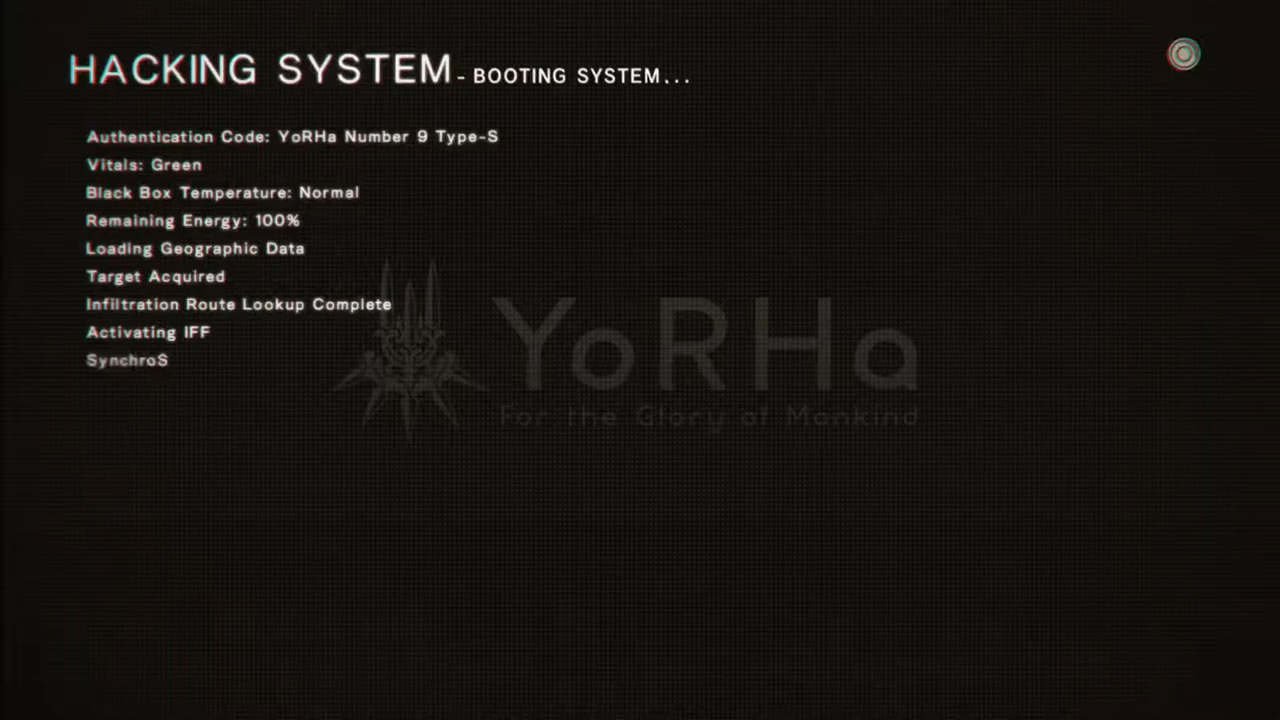 HACKING SYSTEM - BOOTING SYSTEM...
Authentication Code: YoRHa Number 9 Type-S
Vitals: Green
Black Box Temperature: Normal
Remaining Energy: 100%
Loading Geographic Data
Target Acquired
Infiltration Route Lookup Complete
Activating IFF
SynchroS
YoRHa
For the Glory of Mankind